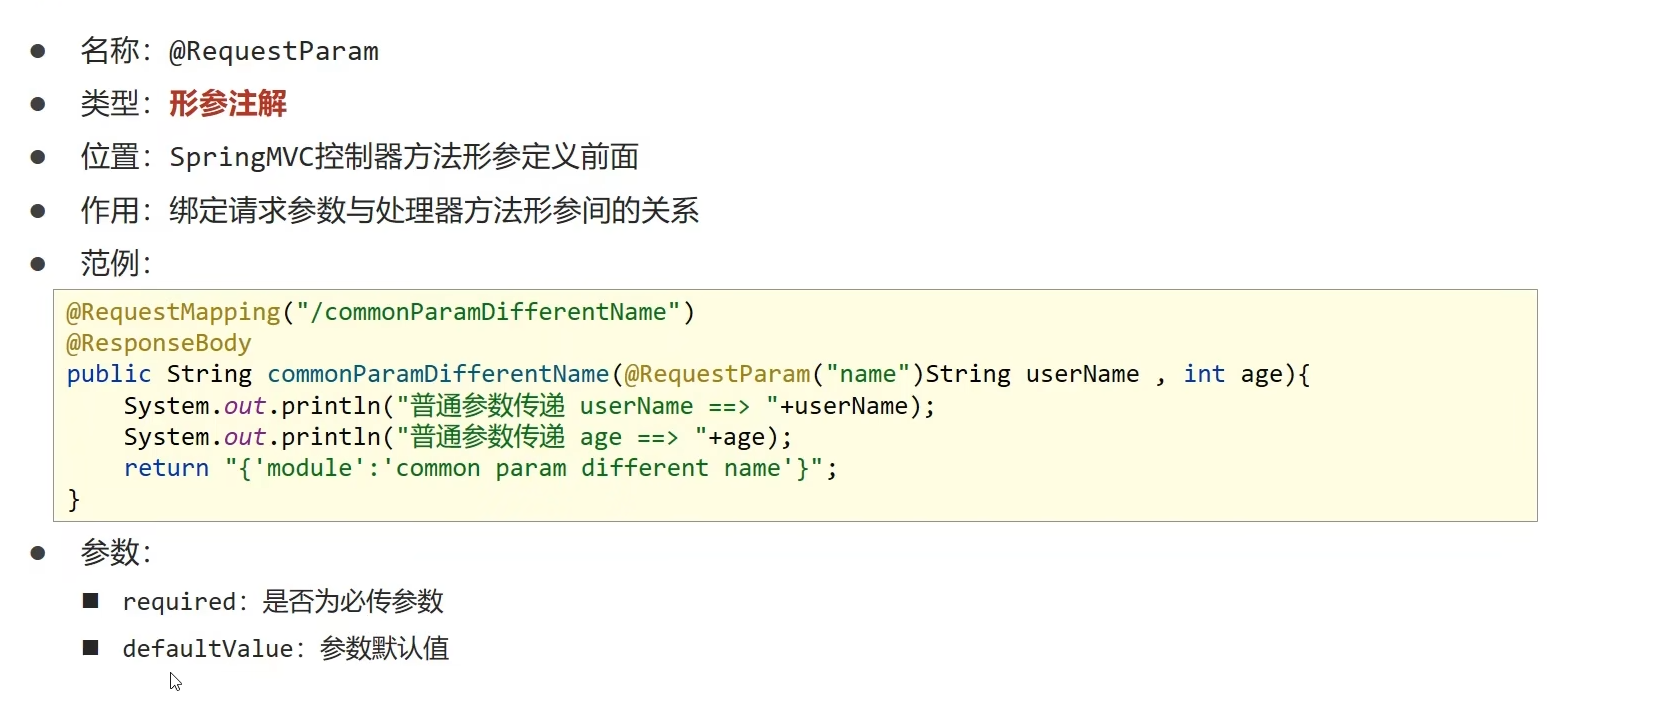 ● 名称：@RequestParam
● 类型：形参注解
● 位置：SpringMVC控制器方法形参定义前面
● 作用：绑定请求参数与处理器方法形参间的关系
● 范例：
@RequestMapping("/commonParamDifferentName")
@ResponseBody
public String commonParamDifferentName(@RequestParam("name")String userName , int age){
    System.out.println("普通参数传递 userName ==> "+userName);
    System.out.println("普通参数传递 age ==> "+age);
    return "{'module':'common param different name'}";
}
● 参数：
■ required：是否为必传参数
■ defaultValue：参数默认值